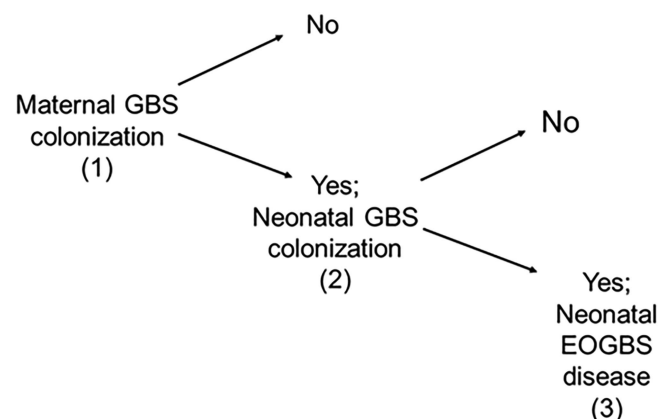 No
Maternal GBS
colonization
(1)
No
Yes;
Neonatal GBS
colonization
(2)
Yes;
Neonatal
EOGBS
disease
(3)